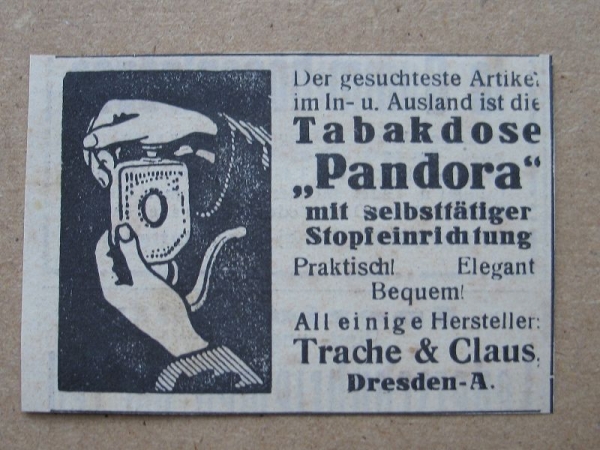 Der gesuchteste Artikel
im In- u. Ausland ist die
Tabakdose
„Pandora“
mit selbsttätiger
Stopfeinrichtung
Praktisch! Elegant
Bequem!
Alleinige Hersteller:
Trache & Claus,
Dresden-A.